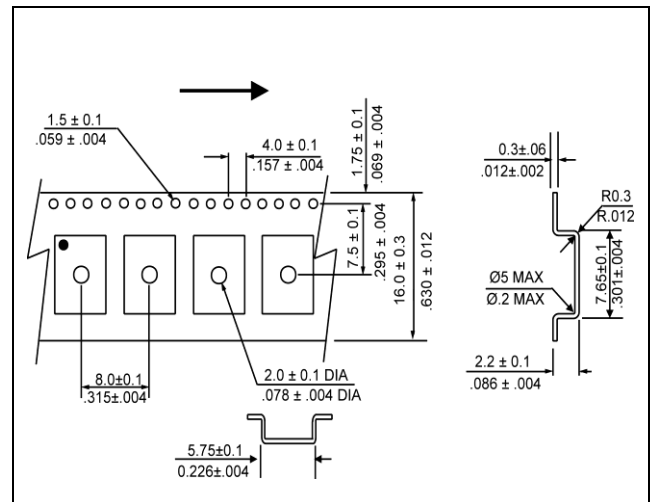 1.5 ± 0.1
.059 ± .004
4.0 ± 0.1
.157 ± .004
1.75 ± 0.1
.069 ± .004
0.3±.06
.012±.002
R0.3
R.012
7.5 ± 0.1
.295 ± .004
16.0 ± 0.3
.630 ± .012
Ø5 MAX
Ø.2 MAX
7.65±0.1
.301±.004
8.0±0.1
.315±.004
2.0 ± 0.1 DIA
.078 ± .004 DIA
2.2 ± 0.1
.086 ± .004
5.75±0.1
0.226±.004